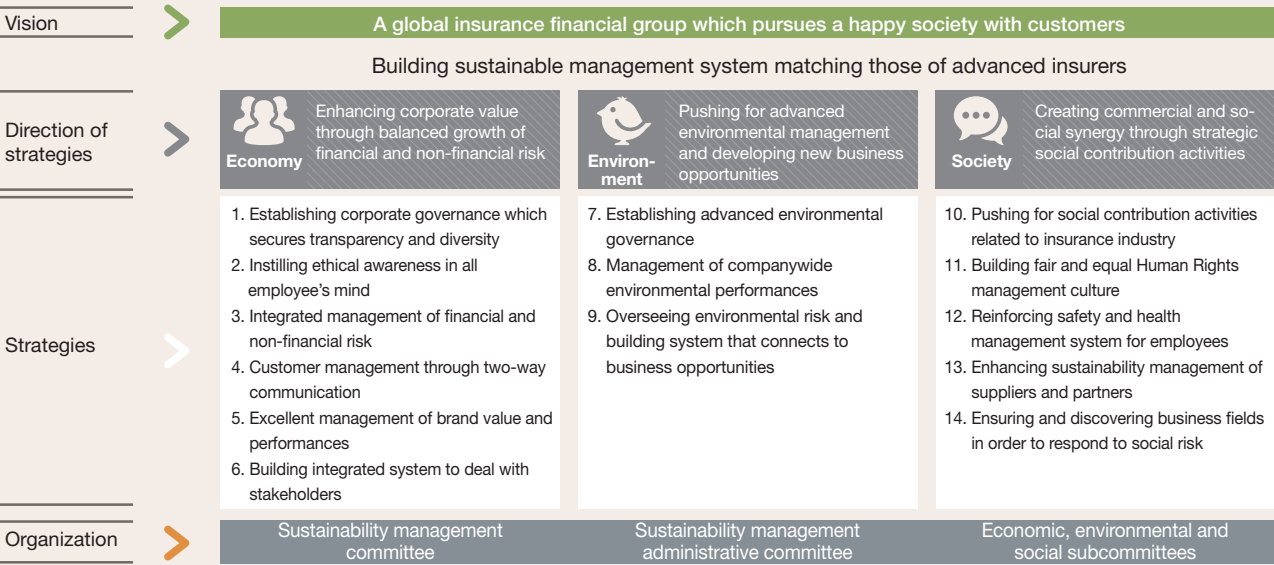 Vision
A global insurance financial group which pursues a happy society with customers
Building sustainable management system matching those of advanced insurers
Direction of
strategies
Economy
Enhancing corporate value
through balanced growth of
financial and non-financial risk
Environ-
ment
Pushing for advanced
environmental management
and developing new business
opportunities
Society
Creating commercial and so-
cial synergy through strategic
social contribution activities
Strategies
1. Establishing corporate governance which
secures transparency and diversity
2. Instilling ethical awareness in all
employee's mind
3. Integrated management of financial and
non-financial risk
4. Customer management through two-way
communication
5. Excellent management of brand value and
performances
6. Building integrated system to deal with
stakeholders
7. Establishing advanced environmental
governance
8. Management of companywide
environmental performances
9. Overseeing environmental risk and
building system that connects to
business opportunities
10. Pushing for social contribution activities
related to insurance industry
11. Building fair and equal Human Rights
management culture
12. Reinforcing safety and health
management system for employees
13. Enhancing sustainability management of
suppliers and partners
14. Ensuring and discovering business fields
in order to respond to social risk
Organization
Sustainability management
committee
Sustainability management
administrative committee
Economic, environmental and
social subcommittees